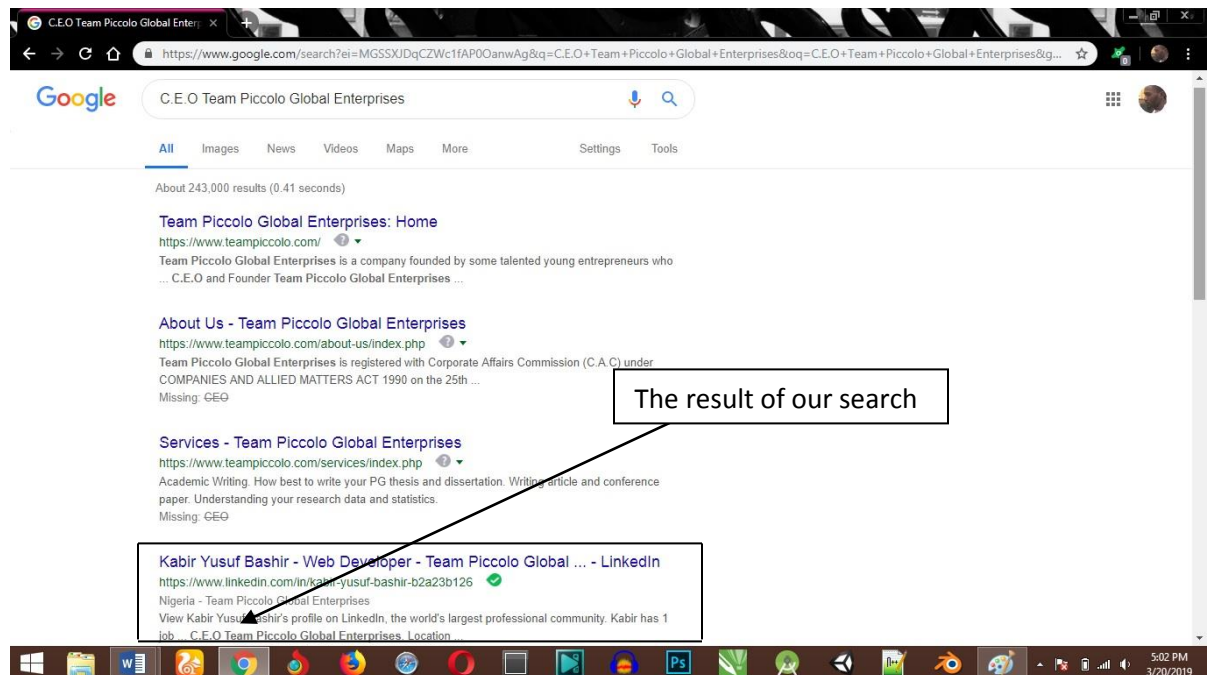 C.E.O Team Piccolo Global Enterp
https://www.google.com/search?ei=MGSSXJDqCZWc1fAP0OanwAg&q=C.E.O+Team+Piccolo+Global+Enterprises&oq=C.E.O+Team+Piccolo+Global+Enterprises&g...
Google
C.E.O Team Piccolo Global Enterprises
All Images News Videos Maps More Settings Tools
About 243,000 results (0.41 seconds)
Team Piccolo Global Enterprises: Home
https://www.teampiccolo.com/
Team Piccolo Global Enterprises is a company founded by some talented young entrepreneurs who
... C.E.O and Founder Team Piccolo Global Enterprises ...
About Us - Team Piccolo Global Enterprises
https://www.teampiccolo.com/about-us/index.php
Team Piccolo Global Enterprises is registered with Corporate Affairs Commission (C.A.C) under
COMPANIES AND ALLIED MATTERS ACT 1990 on the 25th ...
Missing: CEO
The result of our search
Services - Team Piccolo Global Enterprises
https://www.teampiccolo.com/services/index.php
Academic Writing. How best to write your PG thesis and dissertation. Writing article and conference
paper. Understanding your research data and statistics.
Missing: CEO
Kabir Yusuf Bashir - Web Developer - Team Piccolo Global ... - LinkedIn
https://www.linkedin.com/in/kabir-yusuf-bashir-b2a23b126
Nigeria - Team Piccolo Global Enterprises
View Kabir Yusuf Bashir's profile on LinkedIn, the world's largest professional community. Kabir has 1
job ... C.E.O Team Piccolo Global Enterprises. Location ...
Ps
5:02 PM
3/20/2019